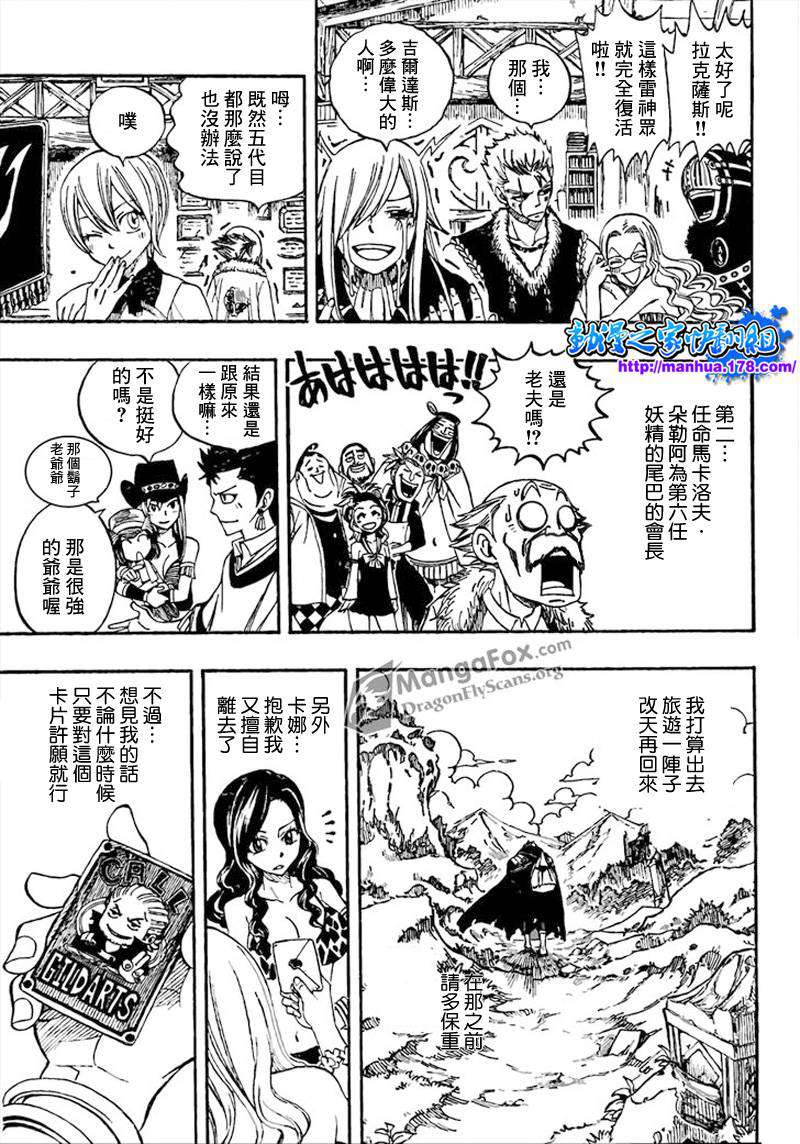 太好了呢
拉克薩斯!!
這樣雷神眾
就完全復活
啦!!
我…
那個…
吉爾達斯…
多麼偉大的
人啊…
呣…
既然五代目
都那麼說了
也沒辦法
噗
動漫之家快翻組
http://manhua.178.com/
第二…
任命馬卡洛夫．
朵勒阿為第六任
妖精的尾巴的會長
還是
老夫嗎!?
あはははは!!
結果還是
跟原來
一樣嘛…
不是挺好
的嗎?
那個鬍子
老爺爺
那是很強
的爺爺喔
MangaFox.com
DragonFlyScans.org
我打算出去
旅遊一陣子
改天再回來
在那之前
請多保重
另外
卡娜…
抱歉我
又擅自
離去了
不過…
想見我的話
不論什麼時候
只要對這個
卡片許願就行
CALL
GILDARTS